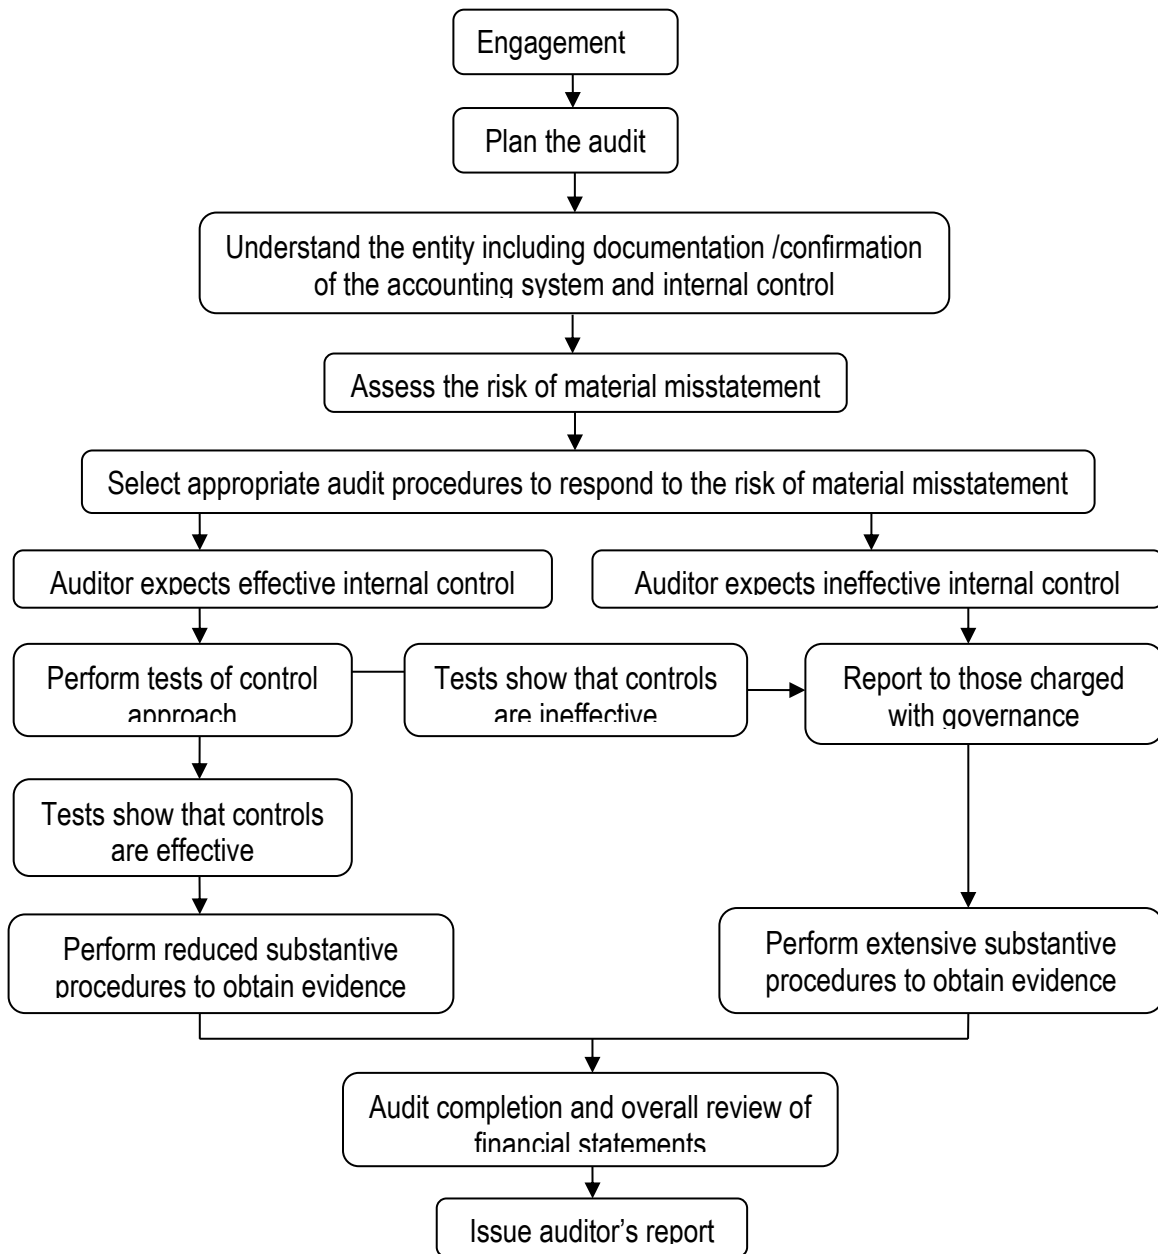 Engagement
Plan the audit
Understand the entity including documentation /confirmation
of the accounting system and internal control
Assess the risk of material misstatement
Select appropriate audit procedures to respond to the risk of material misstatement
Auditor expects effective internal control
Auditor expects ineffective internal control
Perform tests of control
approach
Tests show that controls
are ineffective
Report to those charged
with governance
Tests show that controls
are effective
Perform reduced substantive
procedures to obtain evidence
Perform extensive substantive
procedures to obtain evidence
Audit completion and overall review of
financial statements
Issue auditor’s report